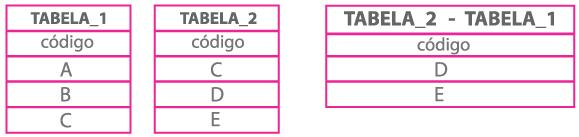 TABELA_1
código
A
B
C
TABELA_2
código
C
D
E
TABELA_2 - TABELA_1
código
D
E